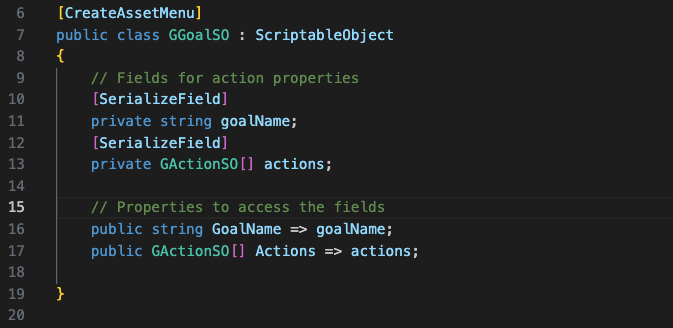 6 [CreateAssetMenu]
7 public class GGoalSO : ScriptableObject
8 {
9 // Fields for action properties
10 [SerializeField]
11 private string goalName;
12 [SerializeField]
13 private GActionSO[] actions;
14
15 // Properties to access the fields
16 public string GoalName => goalName;
17 public GActionSO[] Actions => actions;
18
19 }
20